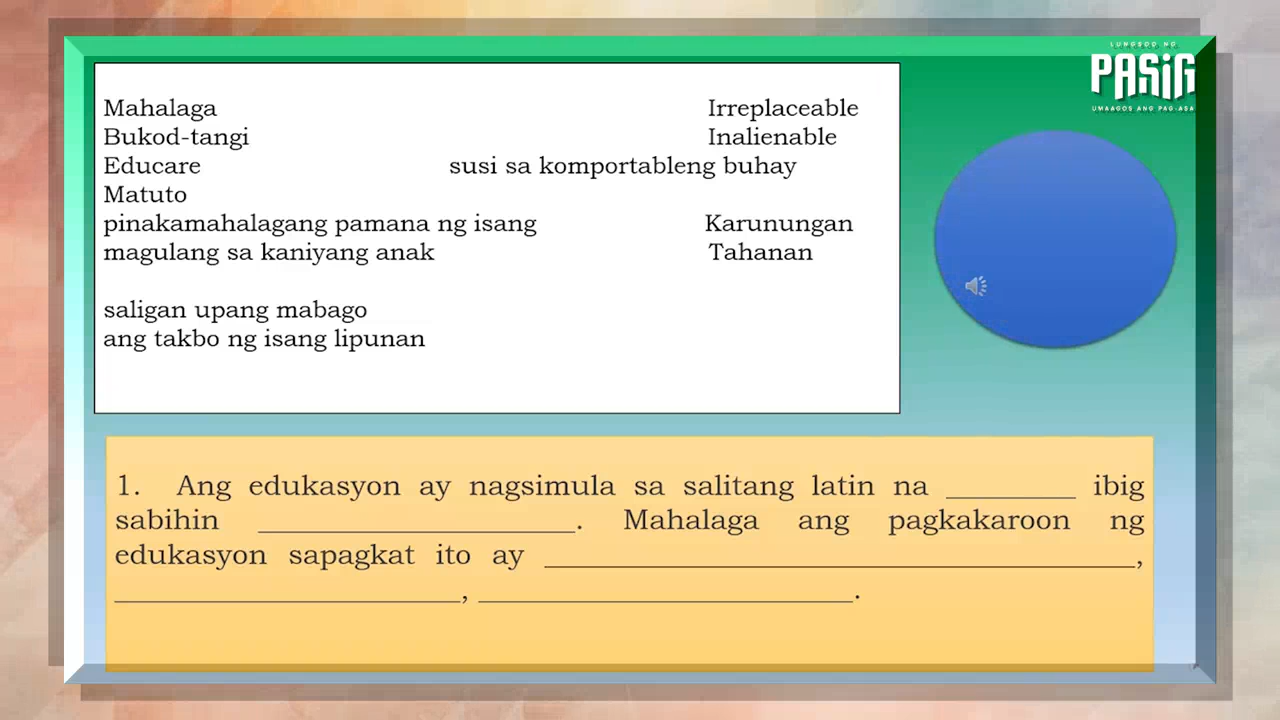 LUNGSOD NG
PASIG
UMAAGOS ANG PAG-ASA
Mahalaga Irreplaceable
Bukod-tangi Inalienable
Educare susi sa komportableng buhay
Matuto
pinakamahalagang pamana ng isang Karunungan
magulang sa kaniyang anak Tahanan
saligan upang mabago
ang takbo ng isang lipunan
1. Ang edukasyon ay nagsimula sa salitang latin na _________ ibig
sabihin ______________________. Mahalaga ang pagkakaroon ng
edukasyon sapagkat ito ay _________________________________________,
________________________, __________________________.